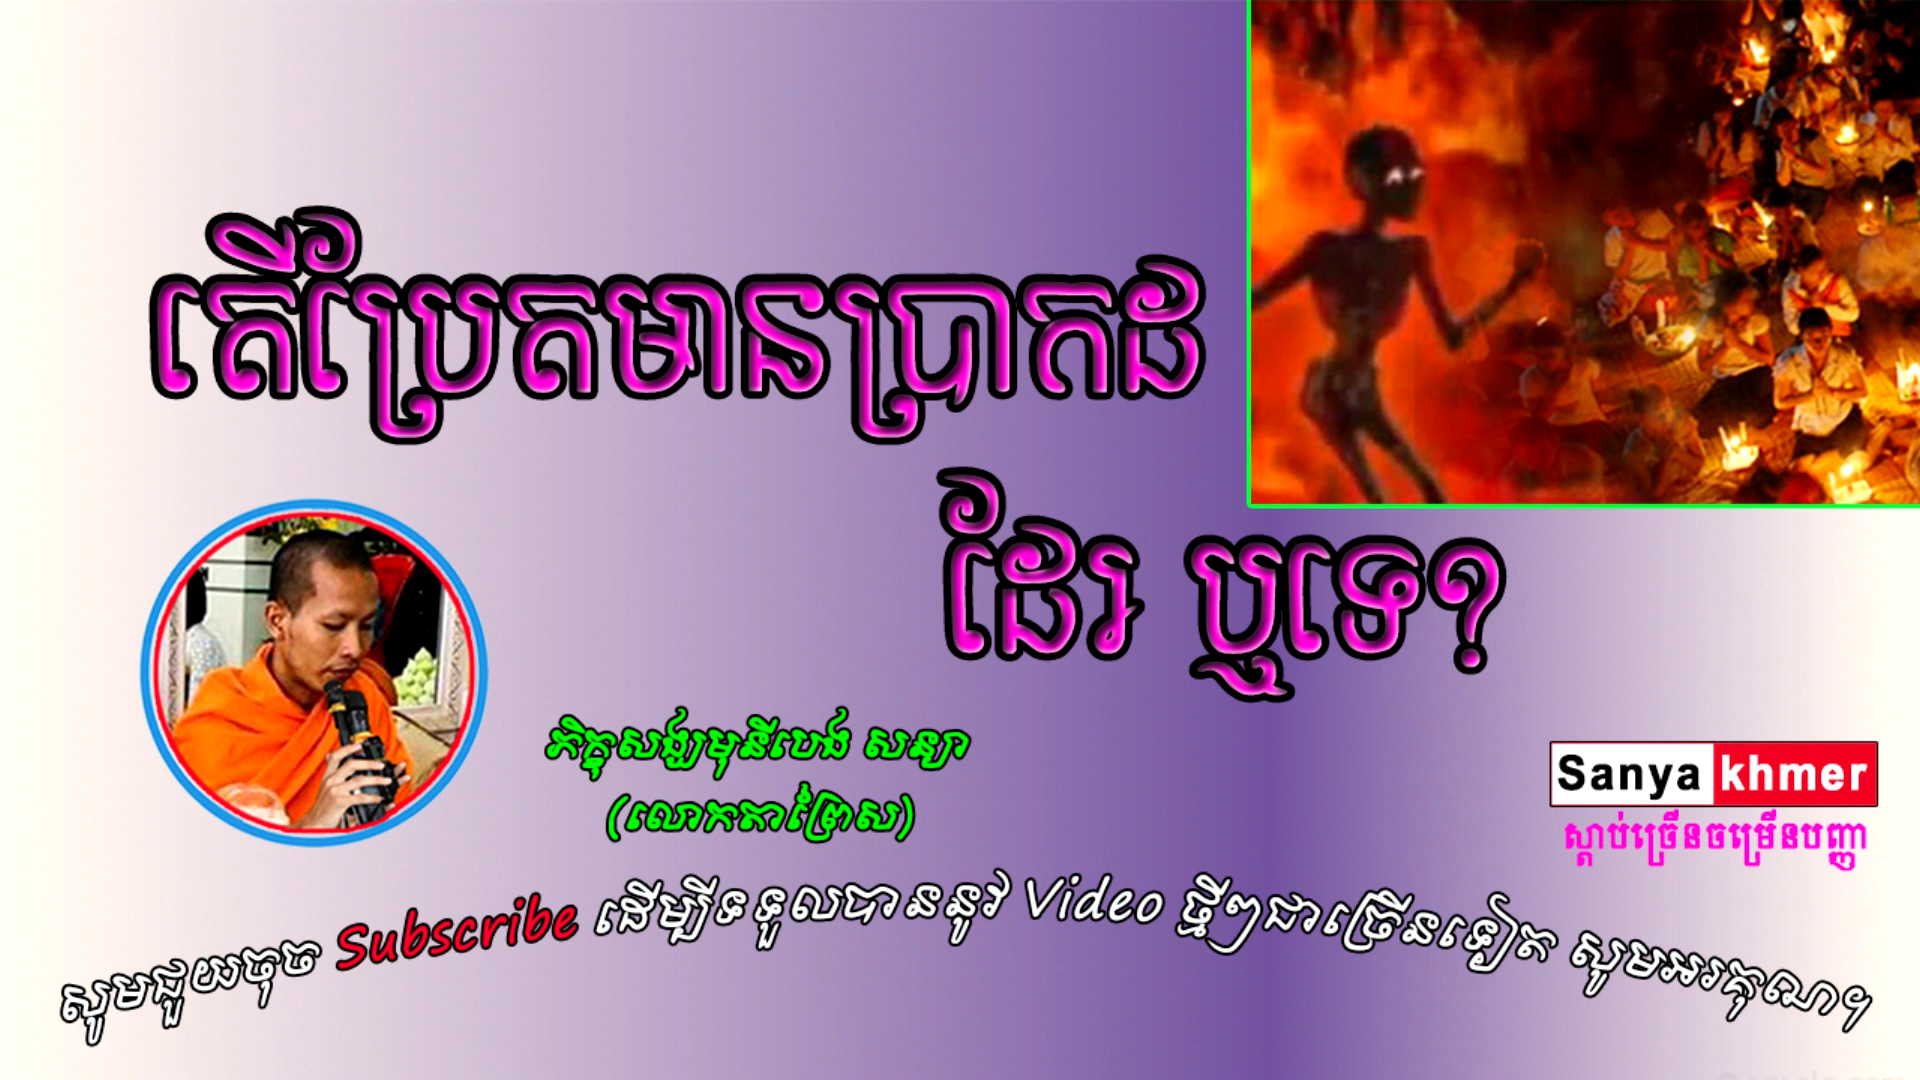 តើប្រែតមានប្រាកដ
ដែរ ឬទេ?
ភិក្ខុសង្ឃមុនីបេង សន្យា
(លោកតាព្រៃស)
Sanya khmer
ស្ដាប់ច្រើនចម្រើនបញ្ញា
សូមជួយចុច Subscribe ដើម្បីទទួលបាននូវ Video ថ្មីៗជាច្រើនទៀត សូមអរគុណ។